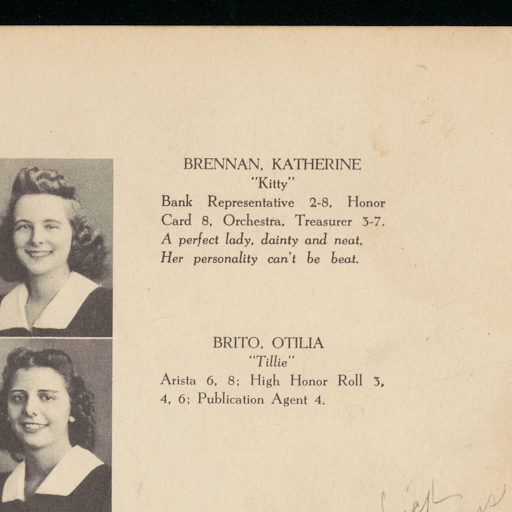 BRENNAN, KATHERINE
"Kitty"
Bank Representative 2-8, Honor
Card 8, Orchestra, Treasurer 3-7.
A perfect lady, dainty and neat,
Her personality can't be beat.
BRITO, OTILIA
"Tillie"
Arista 6, 8; High Honor Roll 3,
4, 6; Publication Agent 4.